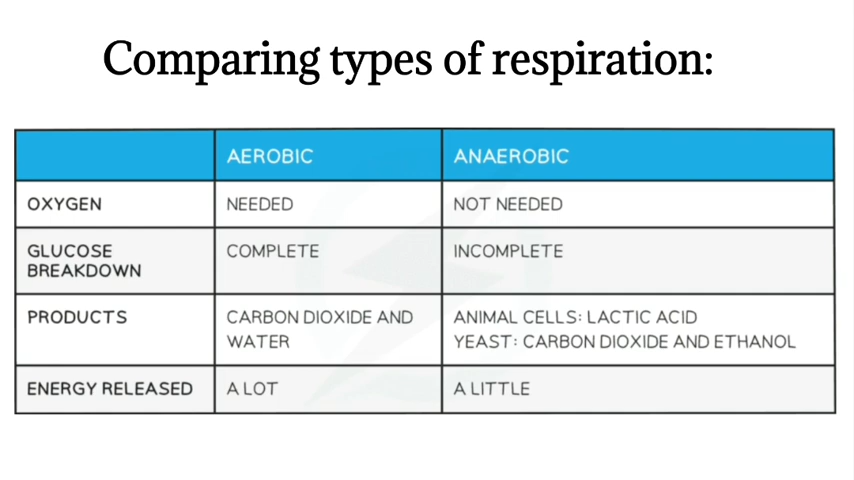 Comparing types of respiration:
AEROBIC ANAEROBIC
OXYGEN NEEDED NOT NEEDED
GLUCOSE BREAKDOWN COMPLETE INCOMPLETE
PRODUCTS CARBON DIOXIDE AND WATER ANIMAL CELLS: LACTIC ACID
YEAST: CARBON DIOXIDE AND ETHANOL
ENERGY RELEASED A LOT A LITTLE